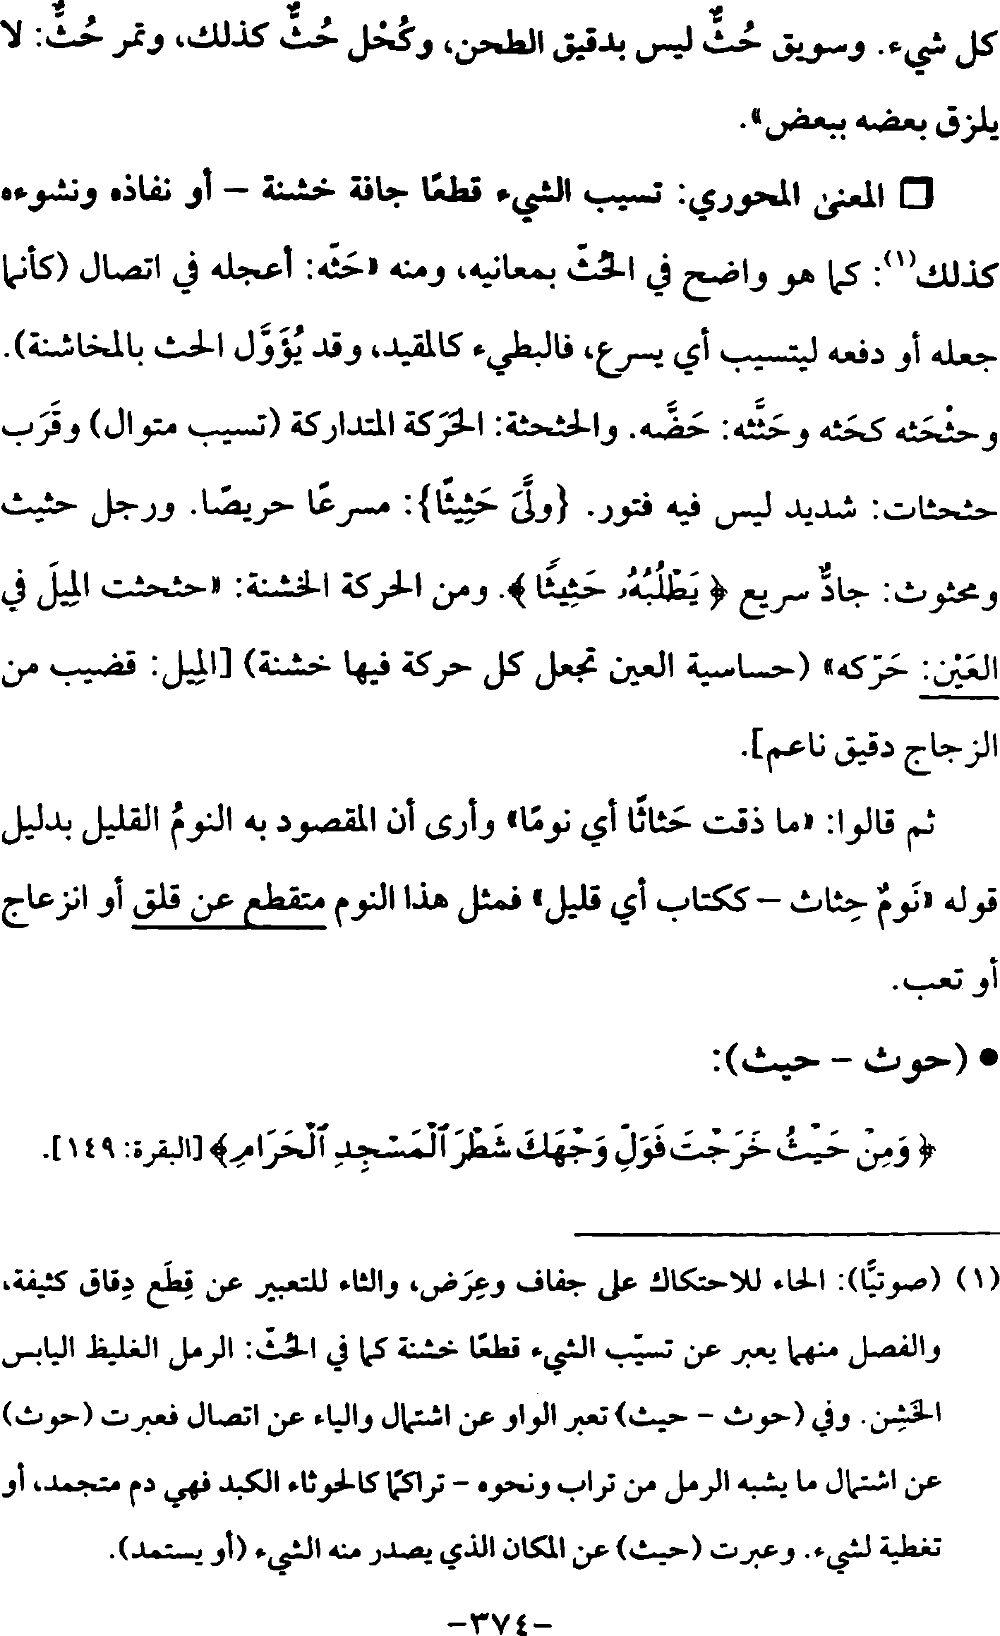 كل شيء. وسويق حُثٌّ ليس بدقيق الطحن، وكُحْل حُثٌّ كذلك، وتمر حُثٌّ: لا
يلزق بعضه ببعض».
□ المعنى المحوري: تسيب الشيء قطعًا جافة خشنة – أو نفاذه ونشوءه
كذلك(١): كما هو واضح في الحُثّ بمعانيه، ومنه «حَثّه: أعجله في اتصال (كأنما
جعله أو دفعه ليتسيب أي يسرع، فالبطيء كالمقيد، وقد يُؤَوَّل الحث بالمخاشنة).
وحثْحَثه كحَثه وحَثَّثه: حَضَّه. والحثحثة: الحَرَكة المتداركة (تسيب متوال) وقَرَب
حثحثات: شديد ليس فيه فتور. {ولَّىَ حَثِيثًا}: مسرعًا حريصًا. ورجل حثيث
ومحثوث: جادٌّ سريع ﴿ يَطْلُبُهُۥ حَثِيثًا ﴾. ومن الحركة الخشنة: «حثحثت المِيلَ في
العَيْن: حَرّكه» (حساسية العين تجعل كل حركة فيها خشنة) [المِيل: قضيب من
الزجاج دقيق ناعم].
ثم قالوا: «ما ذقت حَثاثًا أي نومًا» وأرى أن المقصود به النومُ القليل بدليل
قوله «نَومٌ حِثاث – ككتاب أي قليل» فمثل هذا النوم متقطع عن قلق أو انزعاج
أو تعب.
• (حوث – حيث):
﴿ وَمِنْ حَيْثُ خَرَجْتَ فَوَلِّ وَجْهَكَ شَطْرَ ٱلْمَسْجِدِ ٱلْحَرَامِ ﴾ [البقرة: ١٤٩].
(١) (صوتيًّا): الحاء للاحتكاك على جفاف وعِرَض، والثاء للتعبير عن قِطَع دِقاق كثيفة،
والفصل منهما يعبر عن تسيّب الشيء قطعًا خشنة كما في الحُثّ: الرمل الغليظ اليابس
الخَشِن. وفي (حوث – حيث) تعبر الواو عن اشتمال والياء عن اتصال فعبرت (حوث)
عن اشتمال ما يشبه الرمل من تراب ونحوه – تراكمًا كالحوثاء الكبد فهي دم متجمد، أو
تغطية لشيء. وعبرت (حيث) عن المكان الذي يصدر منه الشيء (أو يستمد).
–٣٧٤–